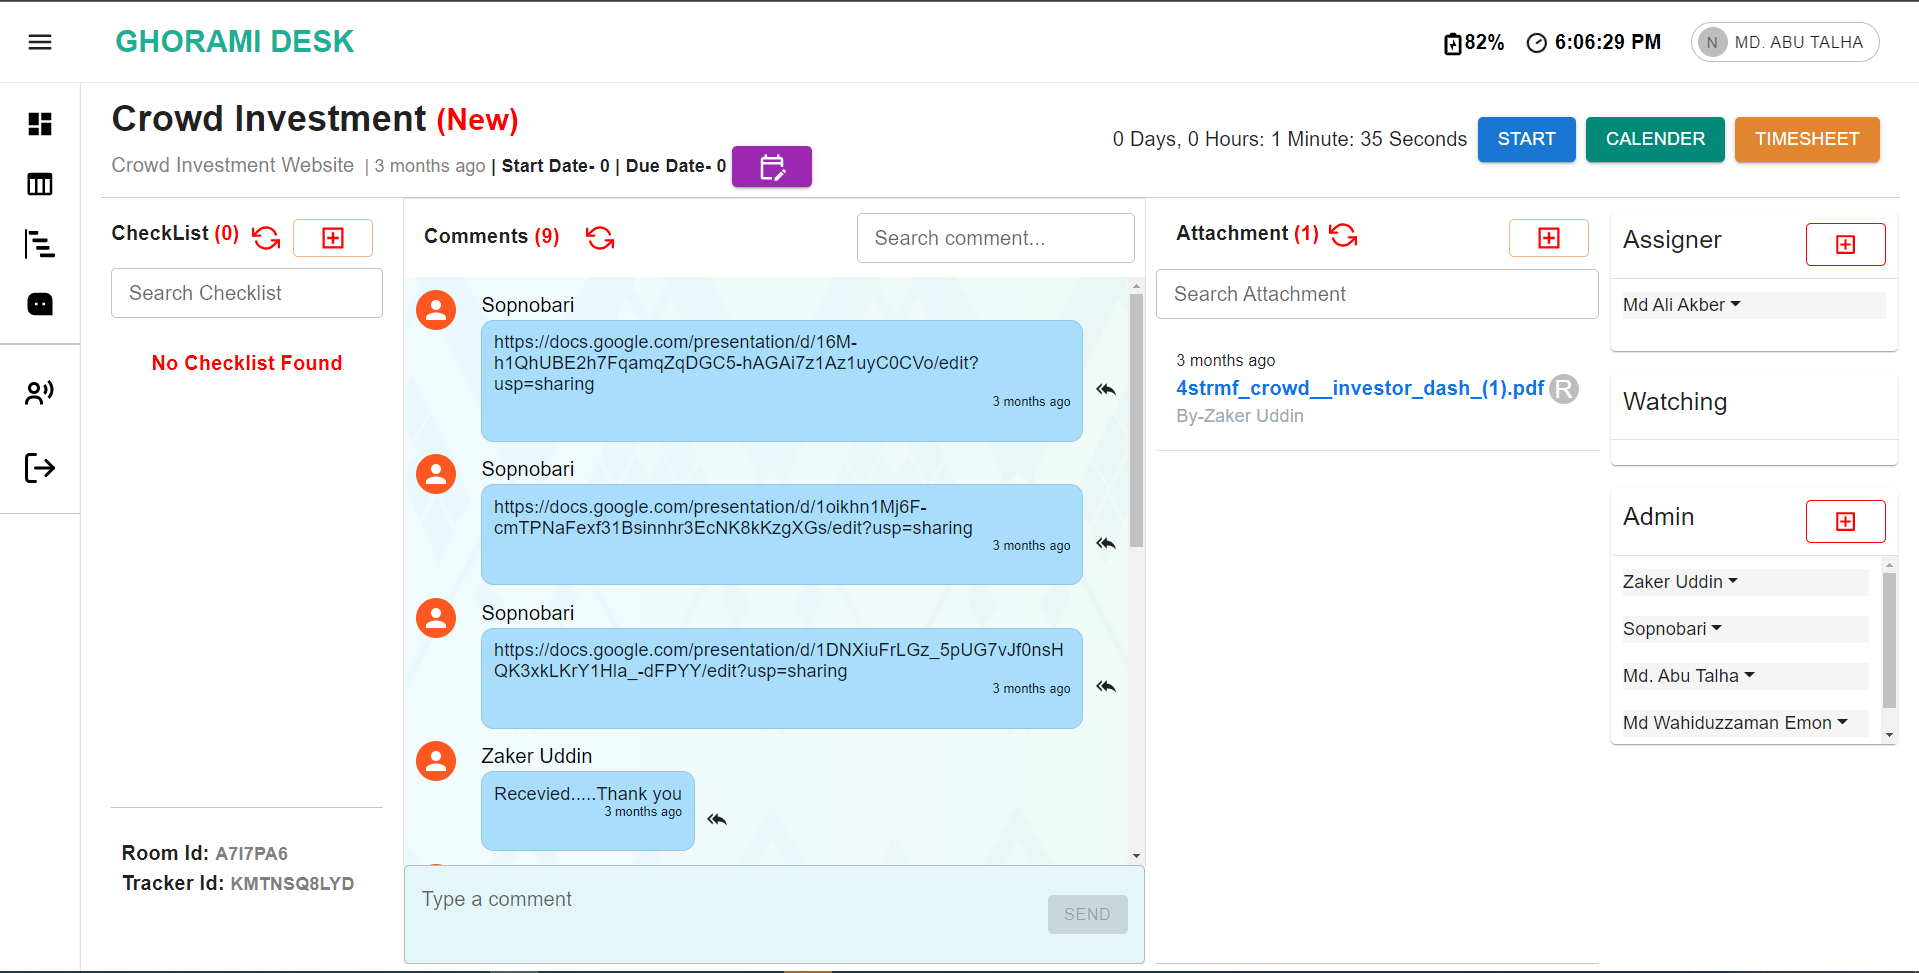 GHORAMI DESK
82%
6:06:29 PM
N
MD. ABU TALHA
Crowd Investment (New)
Crowd Investment Website | 3 months ago | Start Date- 0 | Due Date- 0
0 Days, 0 Hours: 1 Minute: 35 Seconds
START
CALENDER
TIMESHEET
CheckList (0)
Search Checklist
No Checklist Found
Room Id: A7I7PA6
Tracker Id: KMTNSQ8LYD
Comments (9)
Search comment...
Sopnobari
https://docs.google.com/presentation/d/16M-
h1QhUBE2h7FqamqZqDGC5-hAGAi7z1Az1uyC0CVo/edit?
usp=sharing
3 months ago
Sopnobari
https://docs.google.com/presentation/d/1oikhn1Mj6F-
cmTPNaFexf31Bsinnhr3EcNK8kKzgXGs/edit?usp=sharing
3 months ago
Sopnobari
https://docs.google.com/presentation/d/1DNXiuFrLGz_5pUG7vJf0nsH
QK3xkLKrY1Hla_-dFPYY/edit?usp=sharing
3 months ago
Zaker Uddin
Recevied.....Thank you
3 months ago
Type a comment
SEND
Attachment (1)
Search Attachment
3 months ago
4strmf_crowd__investor_dash_(1).pdf
R
By-Zaker Uddin
Assigner
Md Ali Akber
Watching
Admin
Zaker Uddin
Sopnobari
Md. Abu Talha
Md Wahiduzzaman Emon